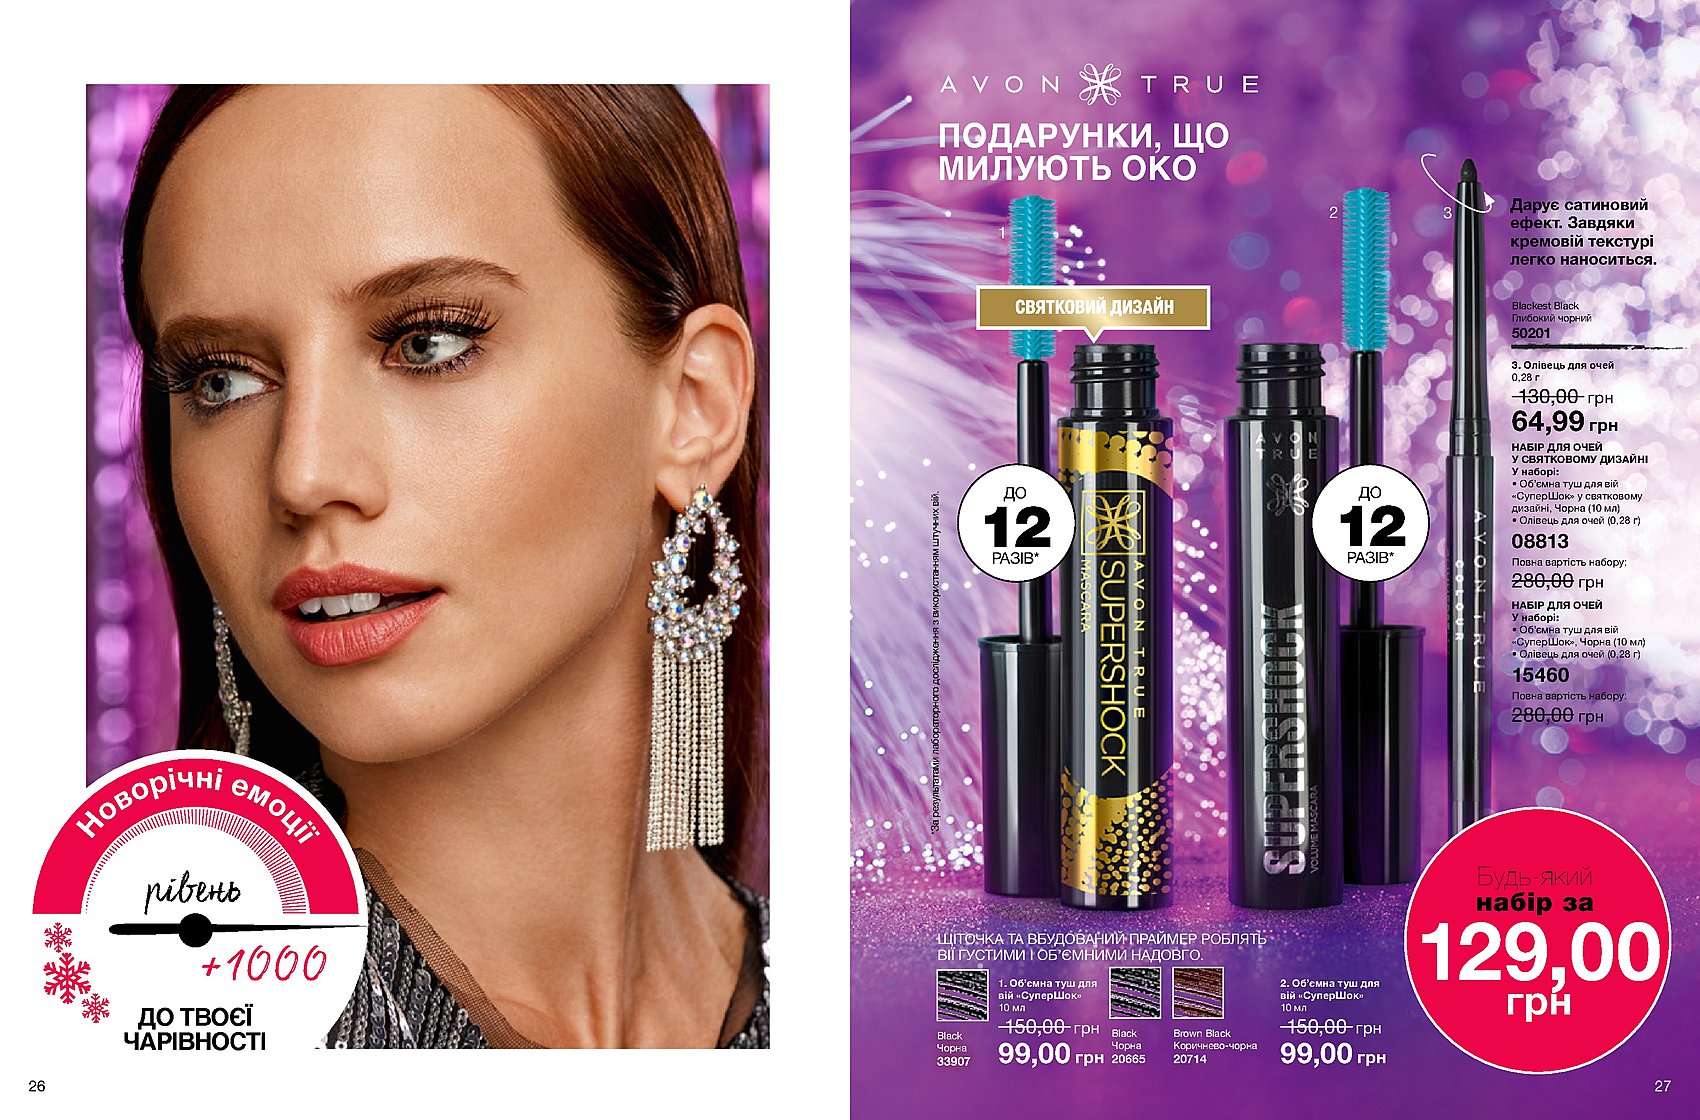 Новорічні емоції
рівень
+1000
ДО ТВОЄЇ
ЧАРІВНОСТІ
26
AVON TRUE
ПОДАРУНКИ, ЩО
МИЛУЮТЬ ОКО
1
2
3
СВЯТКОВИЙ ДИЗАЙН
ДО
12
РАЗІВ*
ДО
12
РАЗІВ*
AVON TRUE
SUPERSHOCK
MASCARA
AVON
TRUE
SUPERSHOCK
VOLUME MASCARA
AVON TRUE
COLOUR
*За результатами лабораторного дослідження з використанням штучних вій.
Дарує сатиновий
ефект. Завдяки
кремовій текстурі
легко наноситься.
Blackest Black
Глибокий чорний
50201
3. Олівець для очей
0,28 г
130,00 грн
64,99 грн
НАБІР ДЛЯ ОЧЕЙ
У СВЯТКОВОМУ ДИЗАЙНІ
У наборі:
• Об'ємна туш для вій
«СуперШок» у святковому
дизайні, Чорна (10 мл)
• Олівець для очей (0,28 г)
08813
Повна вартість набору:
280,00 грн
НАБІР ДЛЯ ОЧЕЙ
У наборі:
• Об'ємна туш для вій
«СуперШок», Чорна (10 мл)
• Олівець для очей (0,28 г)
15460
Повна вартість набору:
280,00 грн
Будь-який
набір за
129,00
грн
ЩІТОЧКА ТА ВБУДОВАНИЙ ПРАЙМЕР РОБЛЯТЬ
ВІЇ ГУСТИМИ І ОБ'ЄМНИМИ НАДОВГО.
Black
Чорна
33907
1. Об'ємна туш для
вій «СуперШок»
10 мл
150,00 грн
99,00 грн
Black
Чорна
20665
Brown Black
Коричнево-чорна
20714
2. Об'ємна туш для
вій «СуперШок»
10 мл
150,00 грн
99,00 грн
27